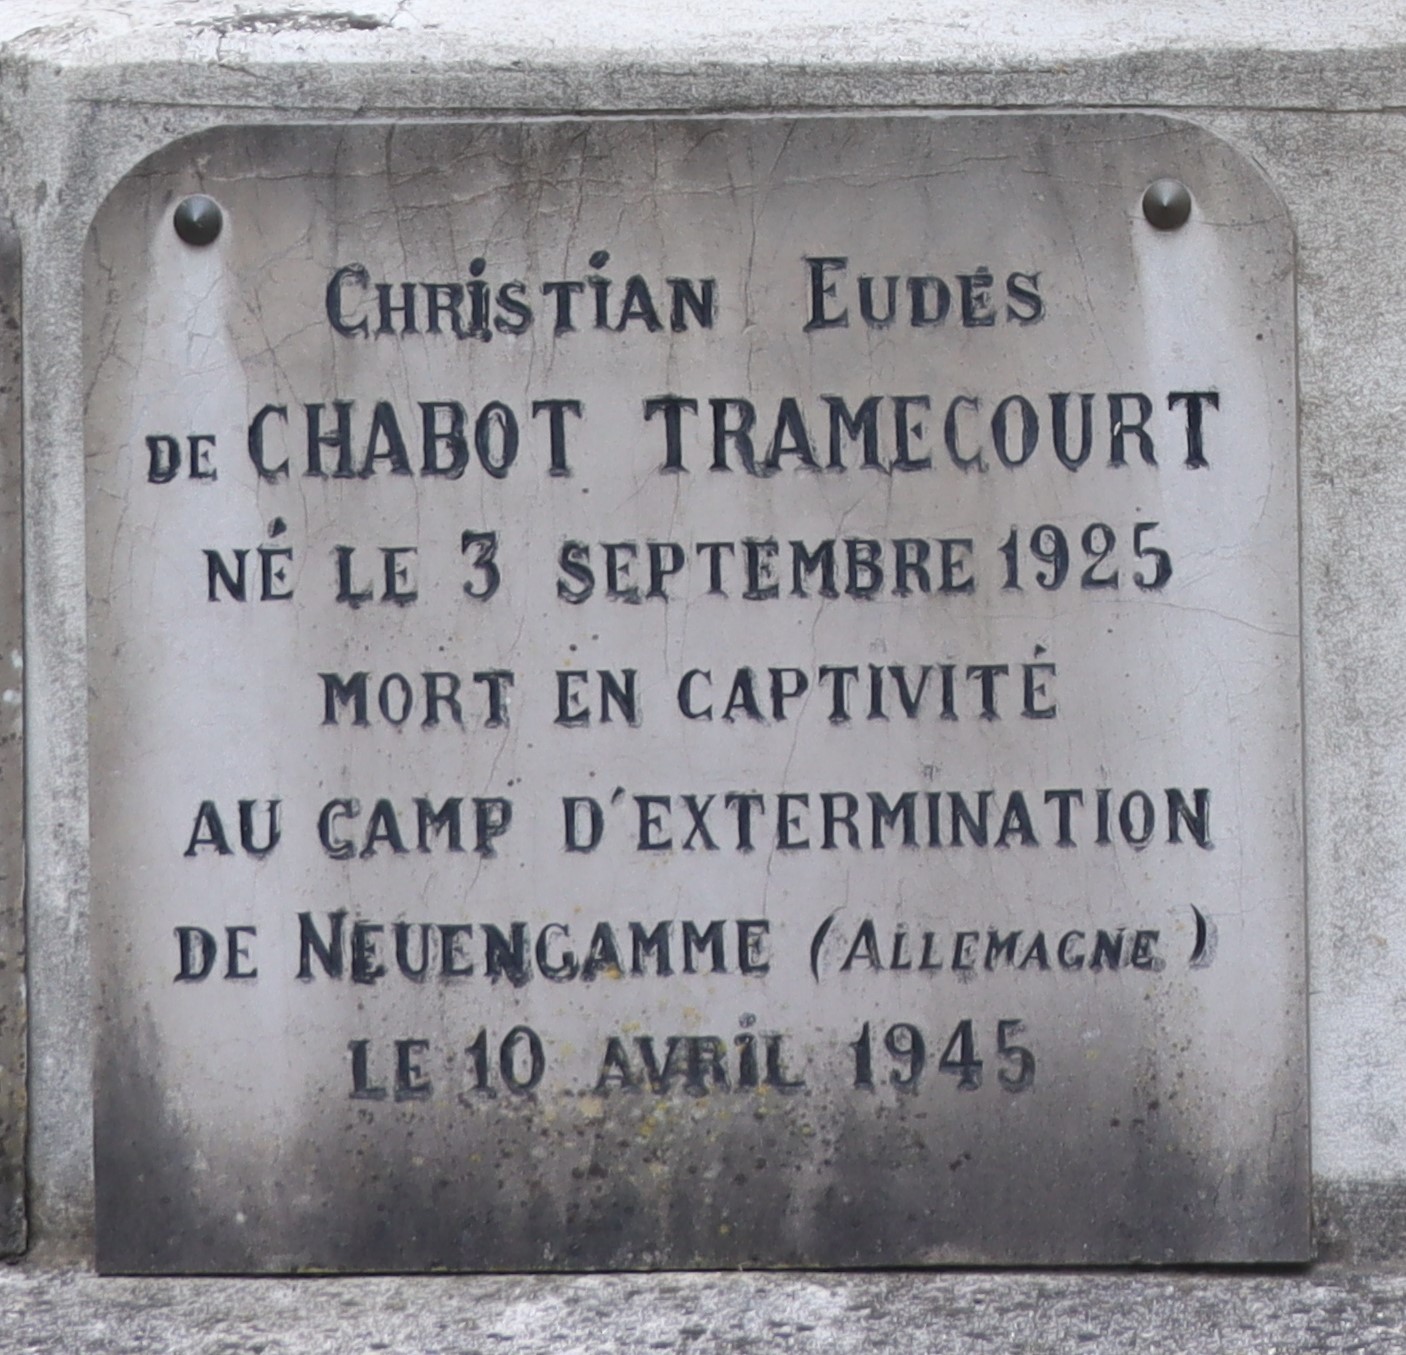 CHRiSTiAN EUDES
DE CHABOT TRAMECOURT
NÉ LE 3 SEPTEMBRE 1925
MORT EN CAPTIVITÉ
AU CAMP D'EXTERMINATION
DE NEUENGAMME (ALLEMAGNE)
LE 10 AVRiL 1945